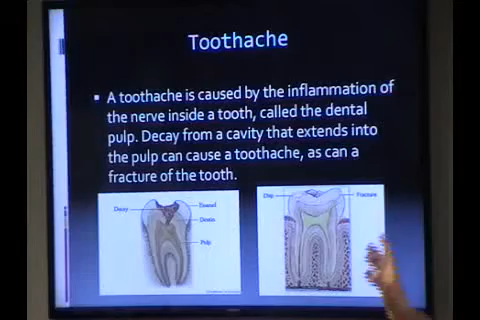 Toothache
▪ A toothache is caused by the inflammation of
the nerve inside a tooth, called the dental
pulp. Decay from a cavity that extends into
the pulp can cause a toothache, as can a
fracture of the tooth.
Decay
Enamel
Dentin
Pulp
Chip
Fracture